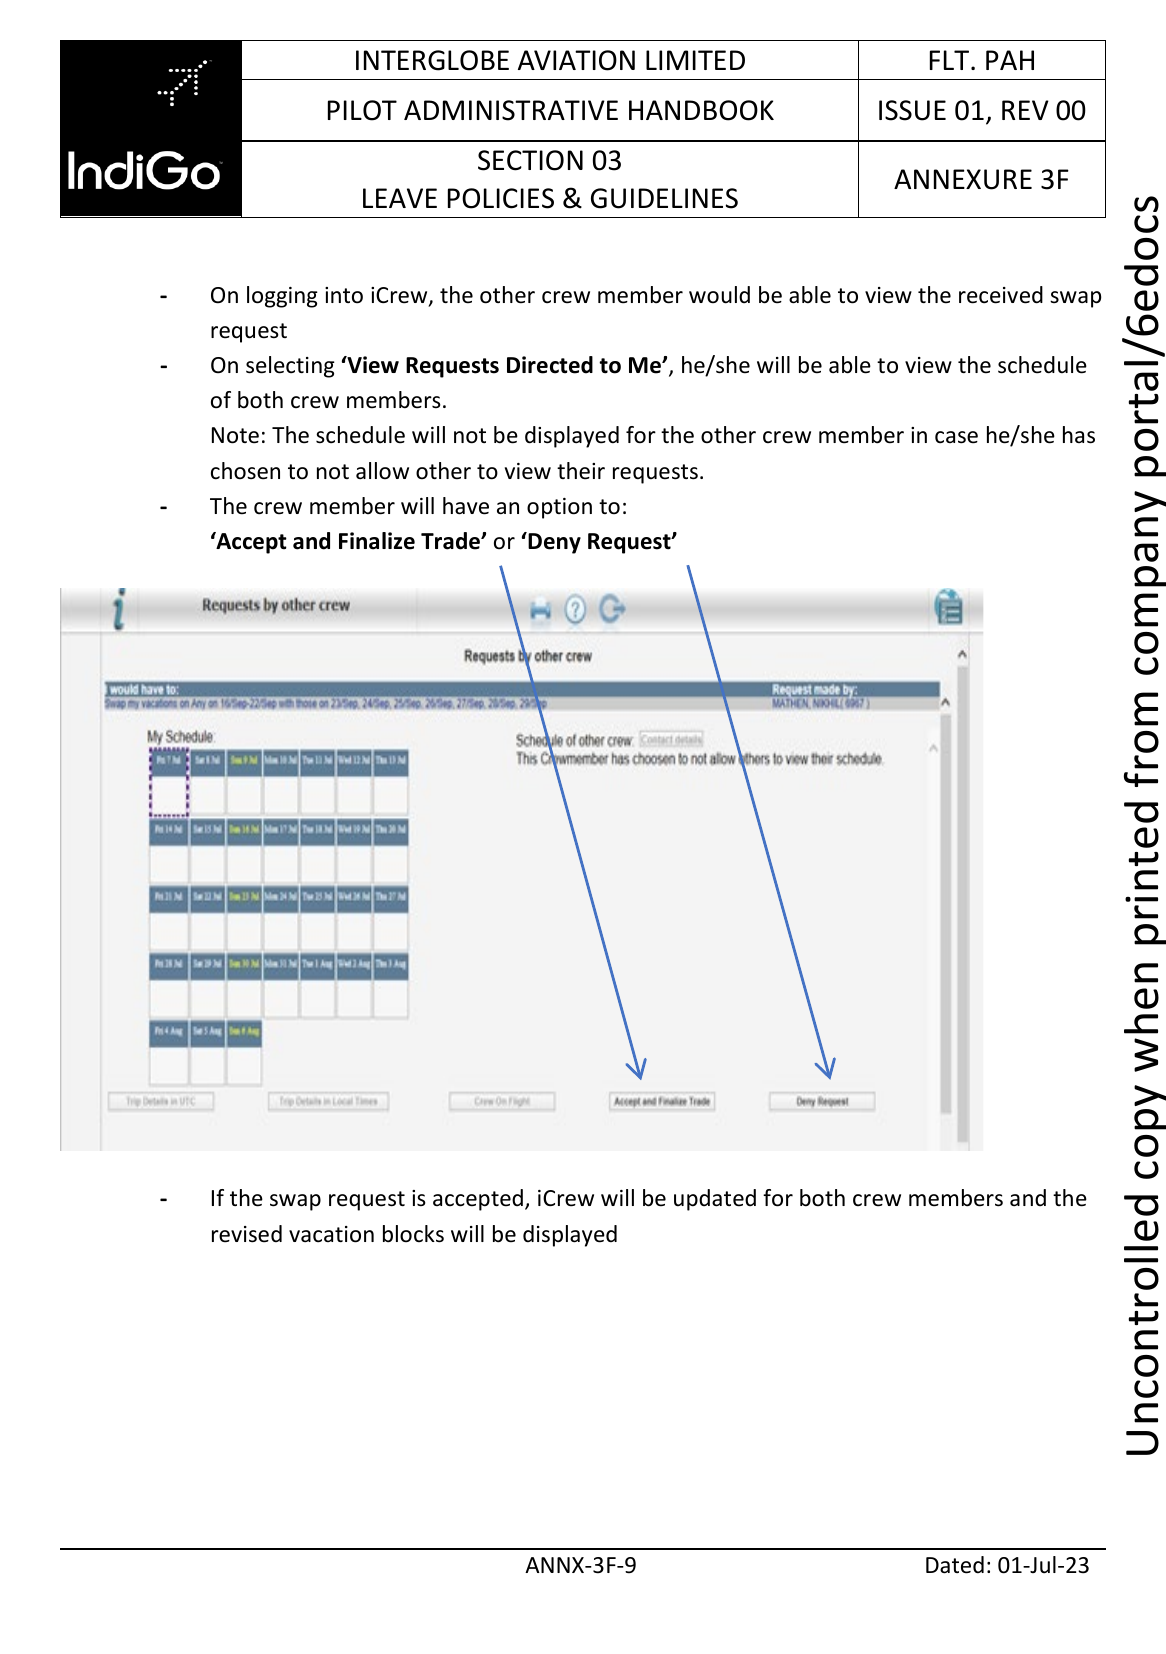 INTERGLOBE AVIATION LIMITED
FLT. PAH
PILOT ADMINISTRATIVE HANDBOOK
ISSUE 01, REV 00
IndiGo
SECTION 03
LEAVE POLICIES & GUIDELINES
ANNEXURE 3F
- On logging into iCrew, the other crew member would be able to view the received swap
request
- On selecting ‘View Requests Directed to Me’, he/she will be able to view the schedule
of both crew members.
Note: The schedule will not be displayed for the other crew member in case he/she has
chosen to not allow other to view their requests.
- The crew member will have an option to:
‘Accept and Finalize Trade’ or ‘Deny Request’
Requests by other crew
Requests by other crew
I would have to:
Request made by:
Swap my vacations on Any on 16/Sep-22/Sep with those on 23/Sep, 24/Sep, 25/Sep, 26/Sep, 27/Sep, 28/Sep, 29/Sep
MATHEN, NIKHIL( 6967 )
My Schedule:
Schedule of other crew: Contact details
This Crewmember has choosen to not allow others to view their schedule.
Fri 7 Jul Sat 8 Jul Sun 9 Jul Mon 10 Jul Tue 11 Jul Wed 12 Jul Thu 13 Jul
Fri 14 Jul Sat 15 Jul Sun 16 Jul Mon 17 Jul Tue 18 Jul Wed 19 Jul Thu 20 Jul
Fri 21 Jul Sat 22 Jul Sun 23 Jul Mon 24 Jul Tue 25 Jul Wed 26 Jul Thu 27 Jul
Fri 28 Jul Sat 29 Jul Sun 30 Jul Mon 31 Jul Tue 1 Aug Wed 2 Aug Thu 3 Aug
Fri 4 Aug Sat 5 Aug Sun 6 Aug
Trip Details in UTC
Trip Details in Local Times
Crew On Flight
Accept and Finalize Trade
Deny Request
- If the swap request is accepted, iCrew will be updated for both crew members and the
revised vacation blocks will be displayed
ANNX-3F-9
Dated: 01-Jul-23
Uncontrolled copy when printed from company portal/6edocs